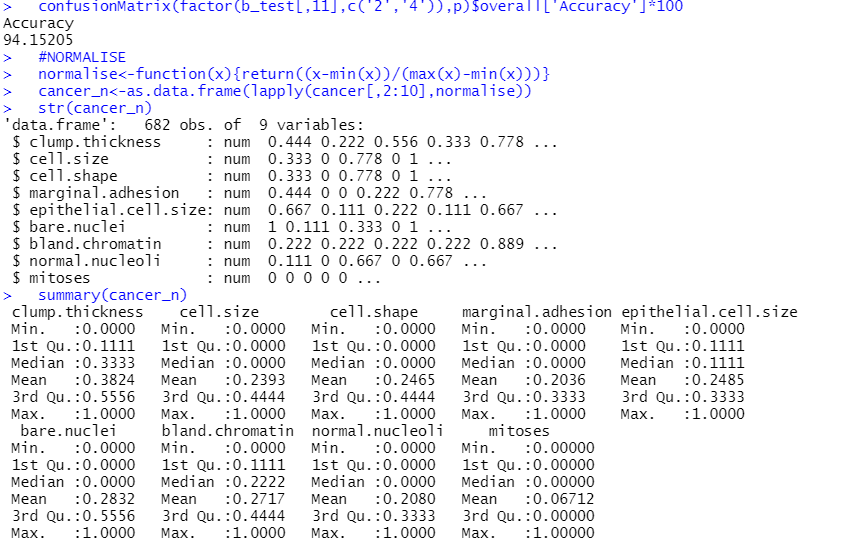 >   confusionMatrix(factor(b_test[,11],c('2','4')),p)$overall['Accuracy']*100
Accuracy
94.15205
>   #NORMALISE
>   normalise<-function(x){return((x-min(x))/(max(x)-min(x)))}
>   cancer_n<-as.data.frame(lapply(cancer[,2:10],normalise))
>   str(cancer_n)
'data.frame':   682 obs. of  9 variables:
 $ clump.thickness     : num  0.444 0.222 0.556 0.333 0.778 ...
 $ cell.size           : num  0.333 0 0.778 0 1 ...
 $ cell.shape          : num  0.333 0 0.778 0 1 ...
 $ marginal.adhesion   : num  0.444 0 0 0.222 0.778 ...
 $ epithelial.cell.size: num  0.667 0.111 0.222 0.111 0.667 ...
 $ bare.nuclei         : num  1 0.111 0.333 0 1 ...
 $ bland.chromatin     : num  0.222 0.222 0.222 0.222 0.889 ...
 $ normal.nucleoli     : num  0.111 0 0.667 0 0.667 ...
 $ mitoses             : num  0 0 0 0 0 ...
>   summary(cancer_n)
 clump.thickness    cell.size        cell.shape     marginal.adhesion epithelial.cell.size
 Min.   :0.0000   Min.   :0.0000   Min.   :0.0000   Min.   :0.0000    Min.   :0.0000
 1st Qu.:0.1111   1st Qu.:0.0000   1st Qu.:0.0000   1st Qu.:0.0000    1st Qu.:0.1111
 Median :0.3333   Median :0.0000   Median :0.0000   Median :0.0000    Median :0.1111
 Mean   :0.3824   Mean   :0.2393   Mean   :0.2465   Mean   :0.2036    Mean   :0.2485
 3rd Qu.:0.5556   3rd Qu.:0.4444   3rd Qu.:0.4444   3rd Qu.:0.3333    3rd Qu.:0.3333
 Max.   :1.0000   Max.   :1.0000   Max.   :1.0000   Max.   :1.0000    Max.   :1.0000
  bare.nuclei     bland.chromatin  normal.nucleoli     mitoses
 Min.   :0.0000   Min.   :0.0000   Min.   :0.0000   Min.   :0.00000
 1st Qu.:0.0000   1st Qu.:0.1111   1st Qu.:0.0000   1st Qu.:0.00000
 Median :0.0000   Median :0.2222   Median :0.0000   Median :0.00000
 Mean   :0.2832   Mean   :0.2717   Mean   :0.2080   Mean   :0.06712
 3rd Qu.:0.5556   3rd Qu.:0.4444   3rd Qu.:0.3333   3rd Qu.:0.00000
 Max.   :1.0000   Max.   :1.0000   Max.   :1.0000   Max.   :1.00000